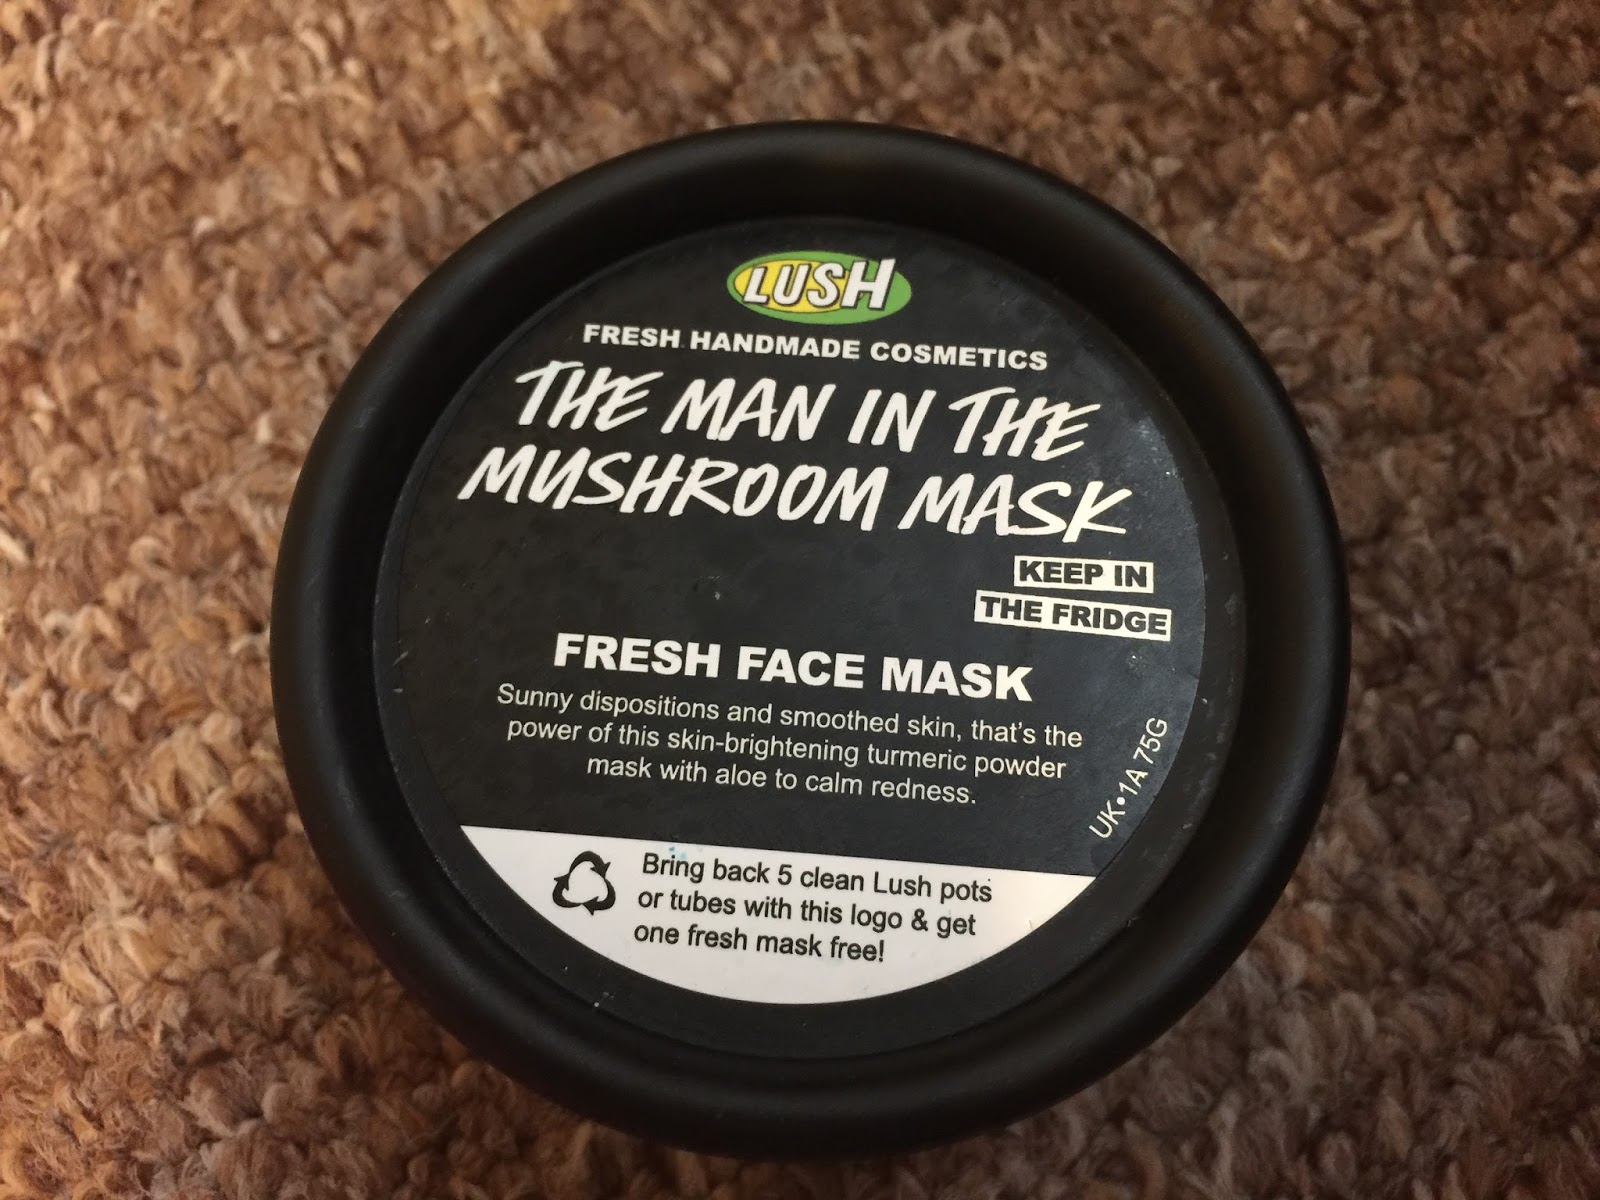 LUSH
FRESH HANDMADE COSMETICS
THE MAN IN THE
MUSHROOM MASK
KEEP IN
THE FRIDGE
FRESH FACE MASK
Sunny dispositions and smoothed skin, that's the
power of this skin-brightening turmeric powder
mask with aloe to calm redness.
UK•1A 75G
Bring back 5 clean Lush pots
or tubes with this logo & get
one fresh mask free!